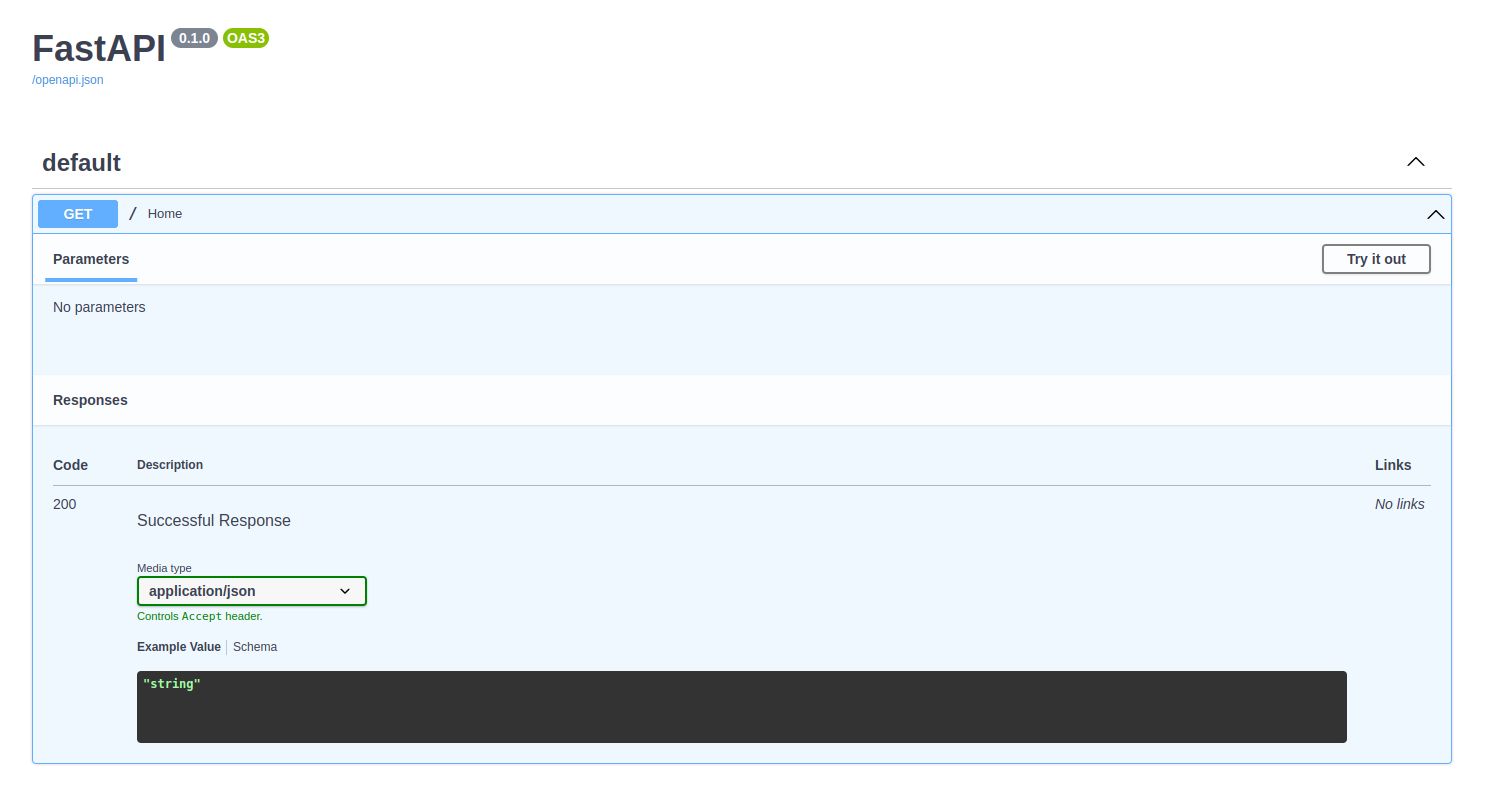 FastAPI 0.1.0 OAS3
/openapi.json
default
GET / Home
Parameters Try it out
No parameters
Responses
Code Description Links
200 No links
Successful Response
Media type
application/json
Controls Accept header.
Example Value Schema
"string"